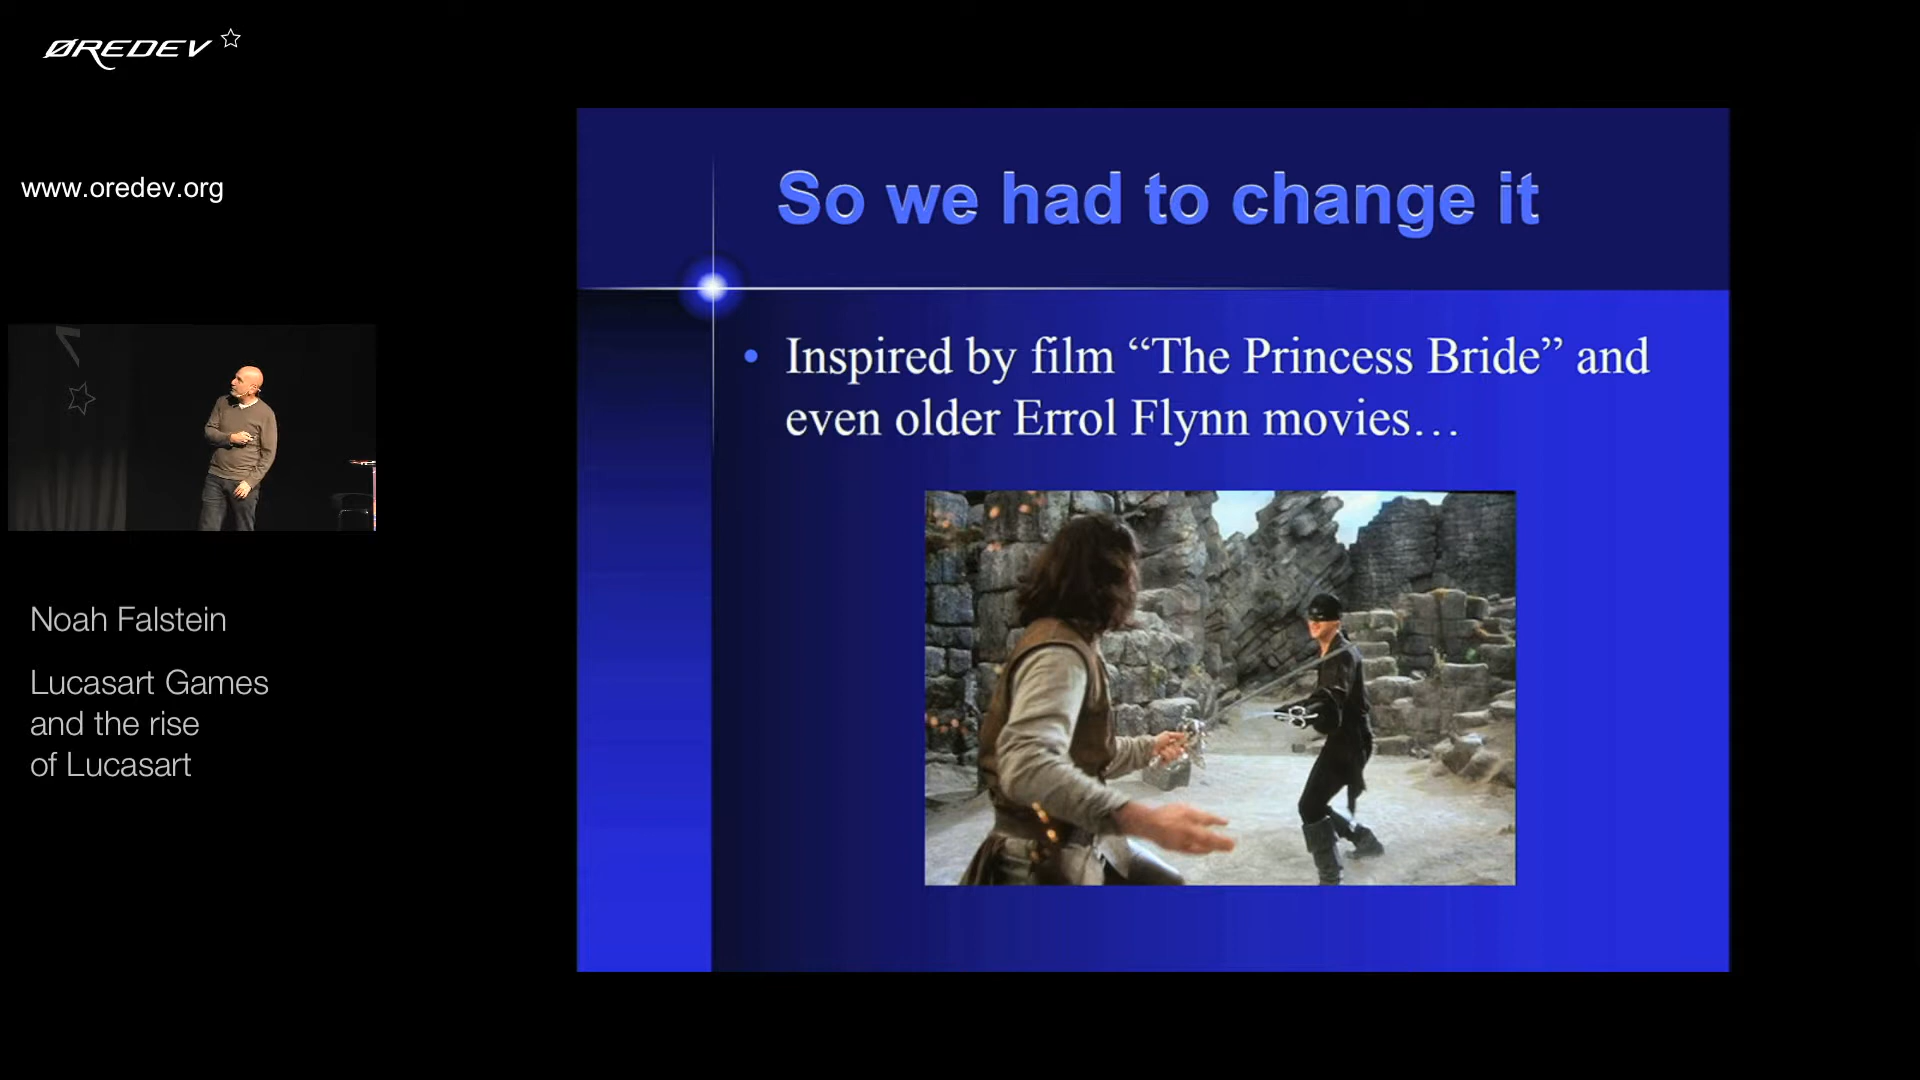 ØREDEV
www.oredev.org
So we had to change it
• Inspired by film “The Princess Bride” and
even older Errol Flynn movies…
Noah Falstein
Lucasart Games
and the rise
of Lucasart